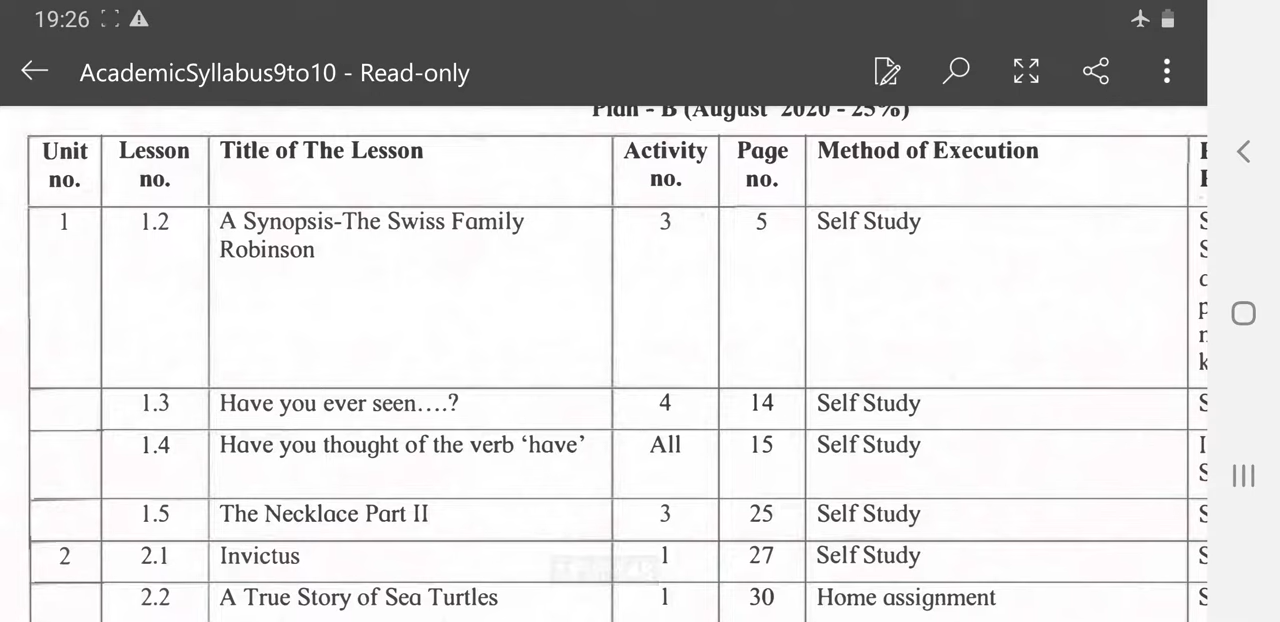 19:26
AcademicSyllabus9to10 - Read-only
Plan - B (August 2020 - 25%)
Unit no. Lesson no. Title of The Lesson Activity no. Page no. Method of Execution
1 1.2 A Synopsis-The Swiss Family Robinson 3 5 Self Study
1.3 Have you ever seen....? 4 14 Self Study
1.4 Have you thought of the verb ‘have’ All 15 Self Study
1.5 The Necklace Part II 3 25 Self Study
2 2.1 Invictus 1 27 Self Study
2.2 A True Story of Sea Turtles 1 30 Home assignment